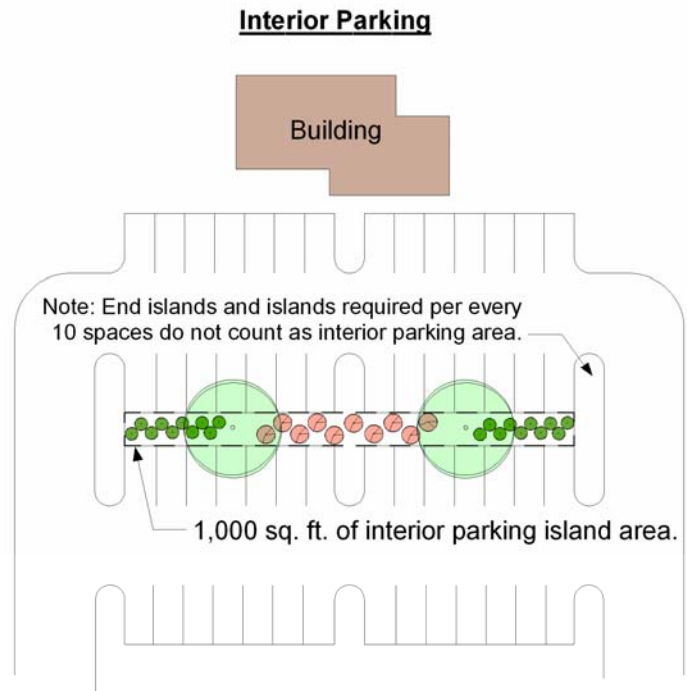 Interior Parking
Building
Note: End islands and islands required per every
10 spaces do not count as interior parking area.
1,000 sq. ft. of interior parking island area.